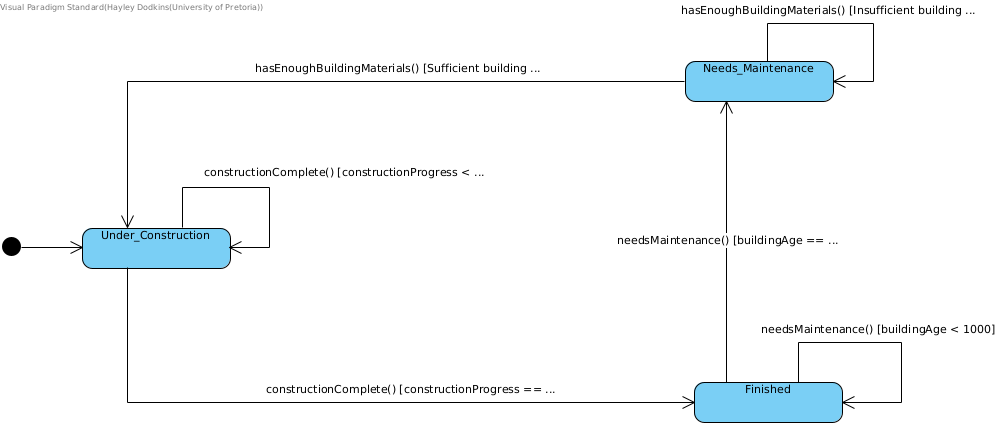 Visual Paradigm Standard(Hayley Dodkins(University of Pretoria))
hasEnoughBuildingMaterials() [Insufficient building ...
Needs_Maintenance
hasEnoughBuildingMaterials() [Sufficient building ...
constructionComplete() [constructionProgress < ...
Under_Construction
needsMaintenance() [buildingAge == ...
needsMaintenance() [buildingAge < 1000]
constructionComplete() [constructionProgress == ...
Finished